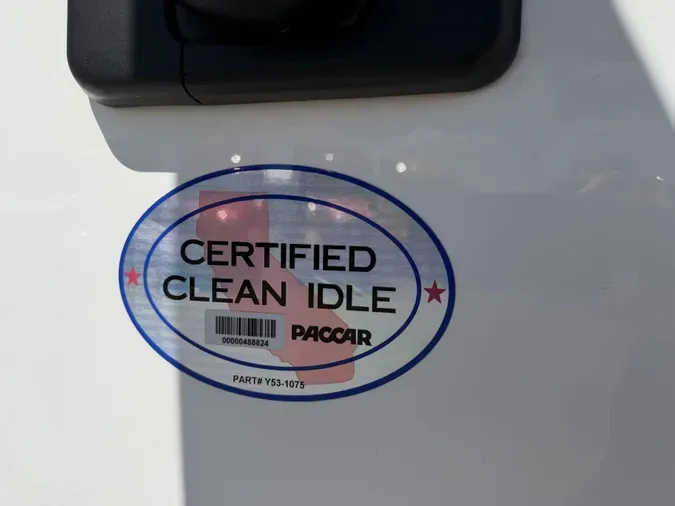 CERTIFIED
CLEAN IDLE
PACCAR
00000488824
PART# Y53-1075